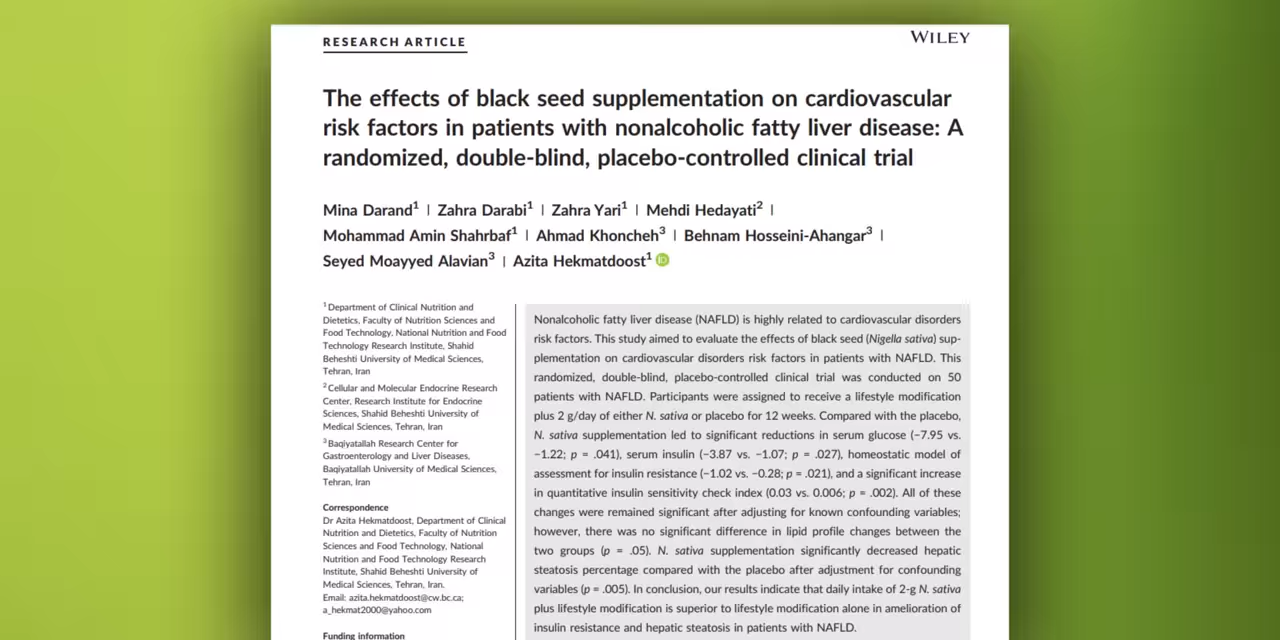 RESEARCH ARTICLE
WILEY
The effects of black seed supplementation on cardiovascular
risk factors in patients with nonalcoholic fatty liver disease: A
randomized, double-blind, placebo-controlled clinical trial
Mina Darand¹ | Zahra Darabi¹ | Zahra Yari¹ | Mehdi Hedayati² |
Mohammad Amin Shahrbaf¹ | Ahmad Khoncheh³ | Behnam Hosseini-Ahangar³ |
Seyed Moayyed Alavian³ | Azita Hekmatdoost¹ iD
¹Department of Clinical Nutrition and
Dietetics, Faculty of Nutrition Sciences and
Food Technology. National Nutrition and Food
Technology Research Institute, Shahid
Beheshti University of Medical Sciences,
Tehran, Iran
²Cellular and Molecular Endocrine Research
Center, Research Institute for Endocrine
Sciences, Shahid Beheshti University of
Medical Sciences, Tehran, Iran
³Baqiyatallah Research Center for
Gastroenterology and Liver Diseases,
Baqiyatallah University of Medical Sciences,
Tehran, Iran
Correspondence
Dr Azita Hekmatdoost, Department of Clinical
Nutrition and Dietetics, Faculty of Nutrition
Sciences and Food Technology, National
Nutrition and Food Technology Research
Institute, Shahid Beheshti University of
Medical Sciences, Tehran, Iran.
Email: azita.hekmatdoost@cw.bc.ca;
a_hekmat2000@yahoo.com
Funding information
Nonalcoholic fatty liver disease (NAFLD) is highly related to cardiovascular disorders
risk factors. This study aimed to evaluate the effects of black seed (Nigella sativa) sup-
plementation on cardiovascular disorders risk factors in patients with NAFLD. This
randomized, double-blind, placebo-controlled clinical trial was conducted on 50
patients with NAFLD. Participants were assigned to receive a lifestyle modification
plus 2 g/day of either N. sativa or placebo for 12 weeks. Compared with the placebo,
N. sativa supplementation led to significant reductions in serum glucose (−7.95 vs.
−1.22; p = .041), serum insulin (−3.87 vs. −1.07; p = .027), homeostatic model of
assessment for insulin resistance (−1.02 vs. −0.28; p = .021), and a significant increase
in quantitative insulin sensitivity check index (0.03 vs. 0.006; p = .002). All of these
changes were remained significant after adjusting for known confounding variables;
however, there was no significant difference in lipid profile changes between the
two groups (p = .05). N. sativa supplementation significantly decreased hepatic
steatosis percentage compared with the placebo after adjustment for confounding
variables (p = .005). In conclusion, our results indicate that daily intake of 2-g N. sativa
plus lifestyle modification is superior to lifestyle modification alone in amelioration of
insulin resistance and hepatic steatosis in patients with NAFLD.